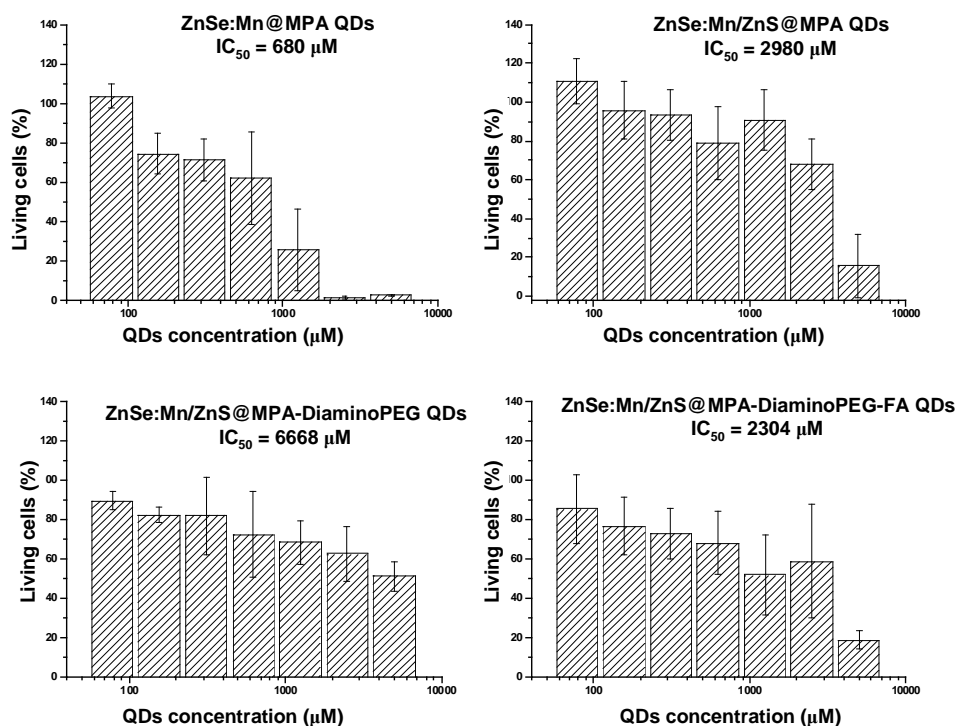 ZnSe:Mn@MPA QDs
IC50 = 680 μM
140
120
100
80
60
40
20
0
Living cells (%)
100
1000
10000
QDs concentration (μM)
ZnSe:Mn/ZnS@MPA QDs
IC50 = 2980 μM
140
120
100
80
60
40
20
0
Living cells (%)
100
1000
10000
QDs concentration (μM)
ZnSe:Mn/ZnS@MPA-DiaminoPEG QDs
IC50 = 6668 μM
140
120
100
80
60
40
20
0
Living cells (%)
100
1000
10000
QDs concentration (μM)
ZnSe:Mn/ZnS@MPA-DiaminoPEG-FA QDs
IC50 = 2304 μM
140
120
100
80
60
40
20
0
Living cells (%)
100
1000
10000
QDs concentration (μM)